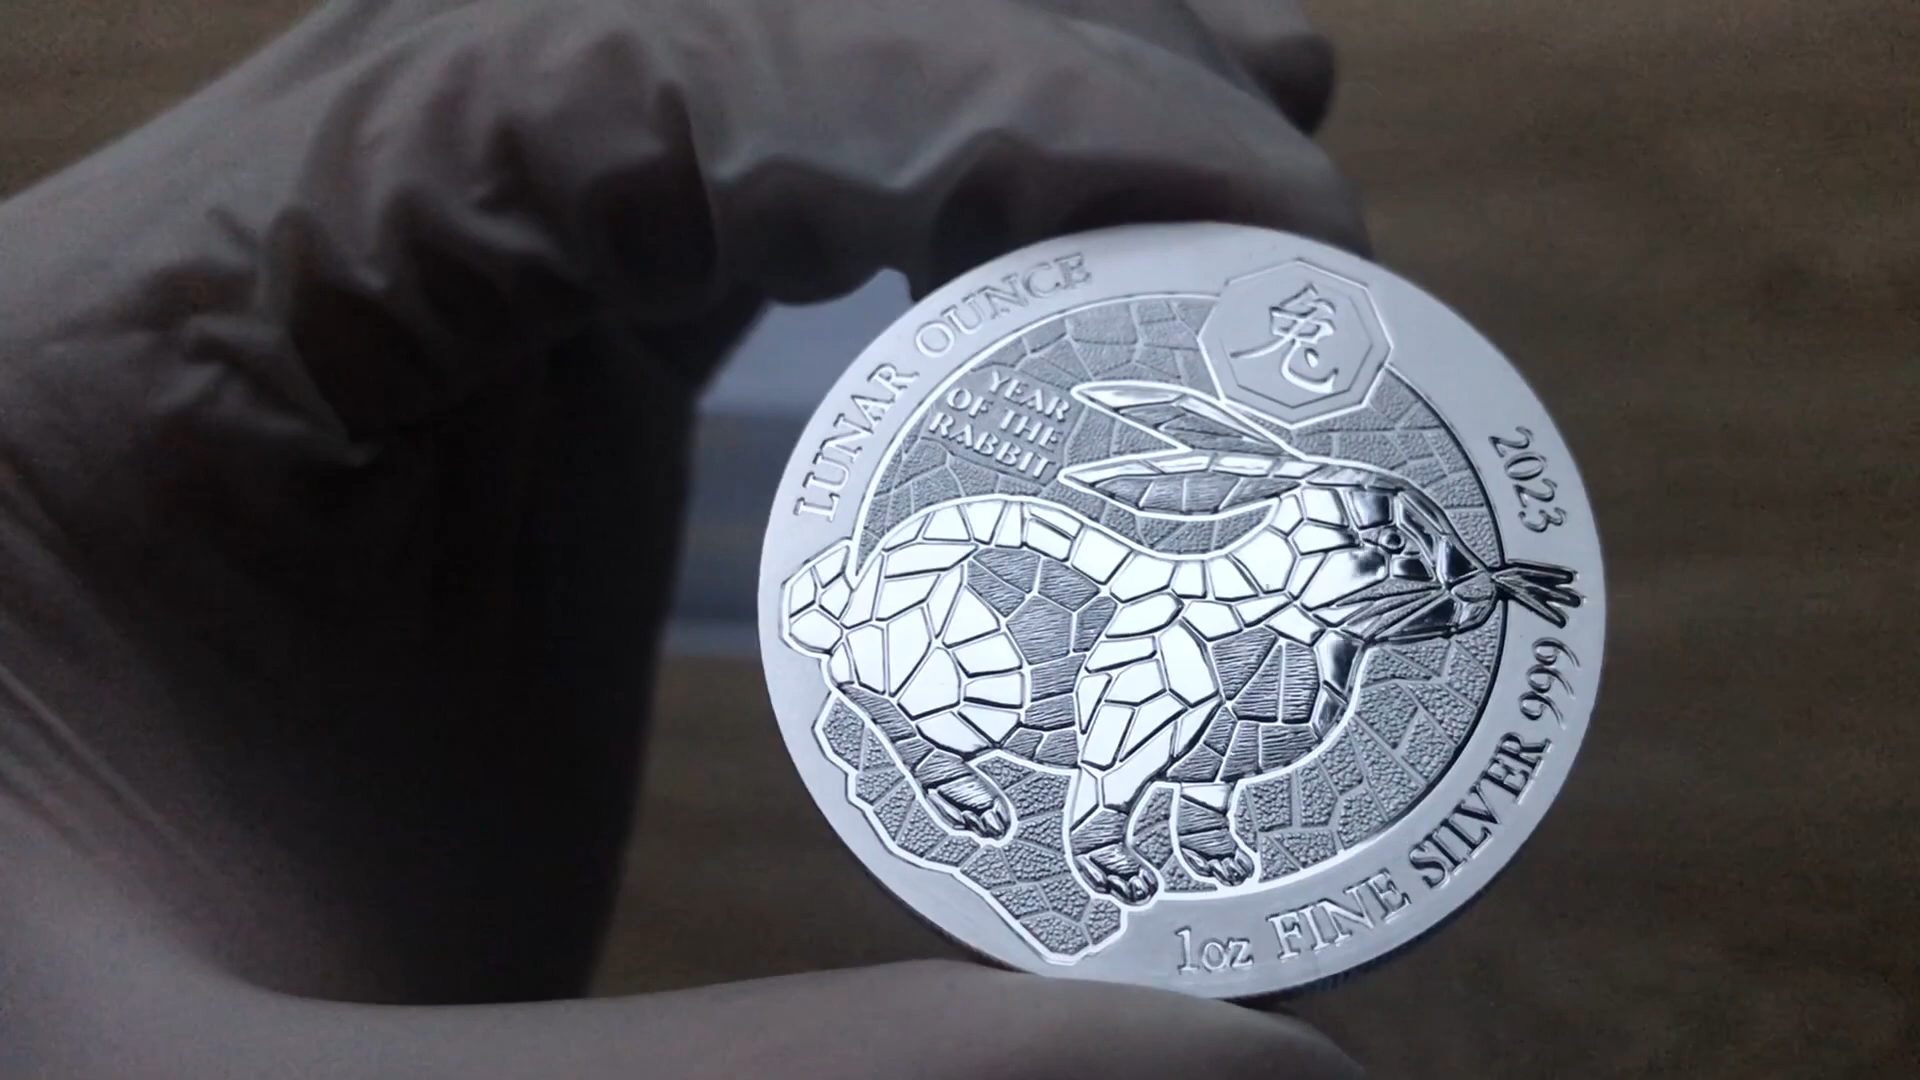 LUNAR OUNCE
兔
YEAR
OF THE
RABBIT
2023
1oz FINE SILVER 999